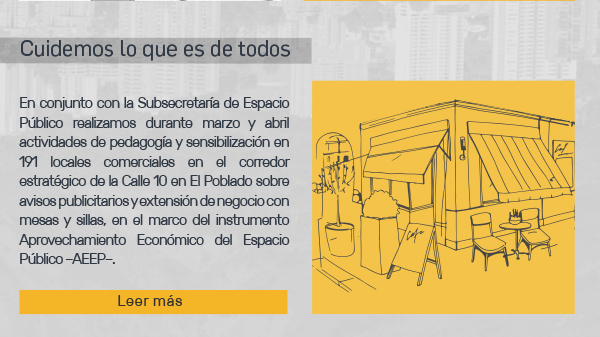 Cuidemos lo que es de todos
En conjunto con la Subsecretaría de Espacio
Público realizamos durante marzo y abril
actividades de pedagogía y sensibilización en
191 locales comerciales en el corredor
estratégico de la Calle 10 en El Poblado sobre
avisos publicitarios y extensión de negocio con
mesas y sillas, en el marco del instrumento
Aprovechamiento Económico del Espacio
Público –AEEP–.
Leer más
Cafe